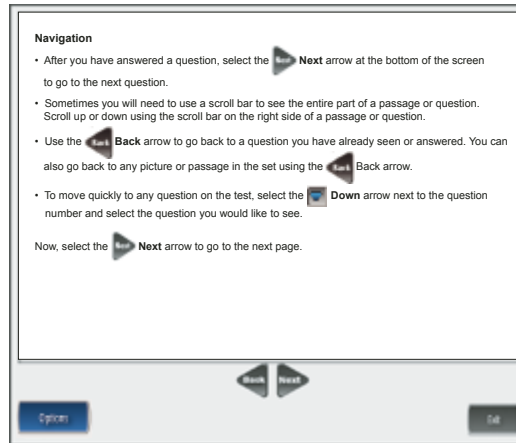 Navigation
• After you have answered a question, select the Next Next arrow at the bottom of the screen
to go to the next question.
• Sometimes you will need to use a scroll bar to see the entire part of a passage or question.
Scroll up or down using the scroll bar on the right side of a passage or question.
• Use the Back Back arrow to go back to a question you have already seen or answered. You can
also go back to any picture or passage in the set using the Back Back arrow.
• To move quickly to any question on the test, select the Down arrow next to the question
number and select the question you would like to see.
Now, select the Next Next arrow to go to the next page.
Back Next
Options Exit